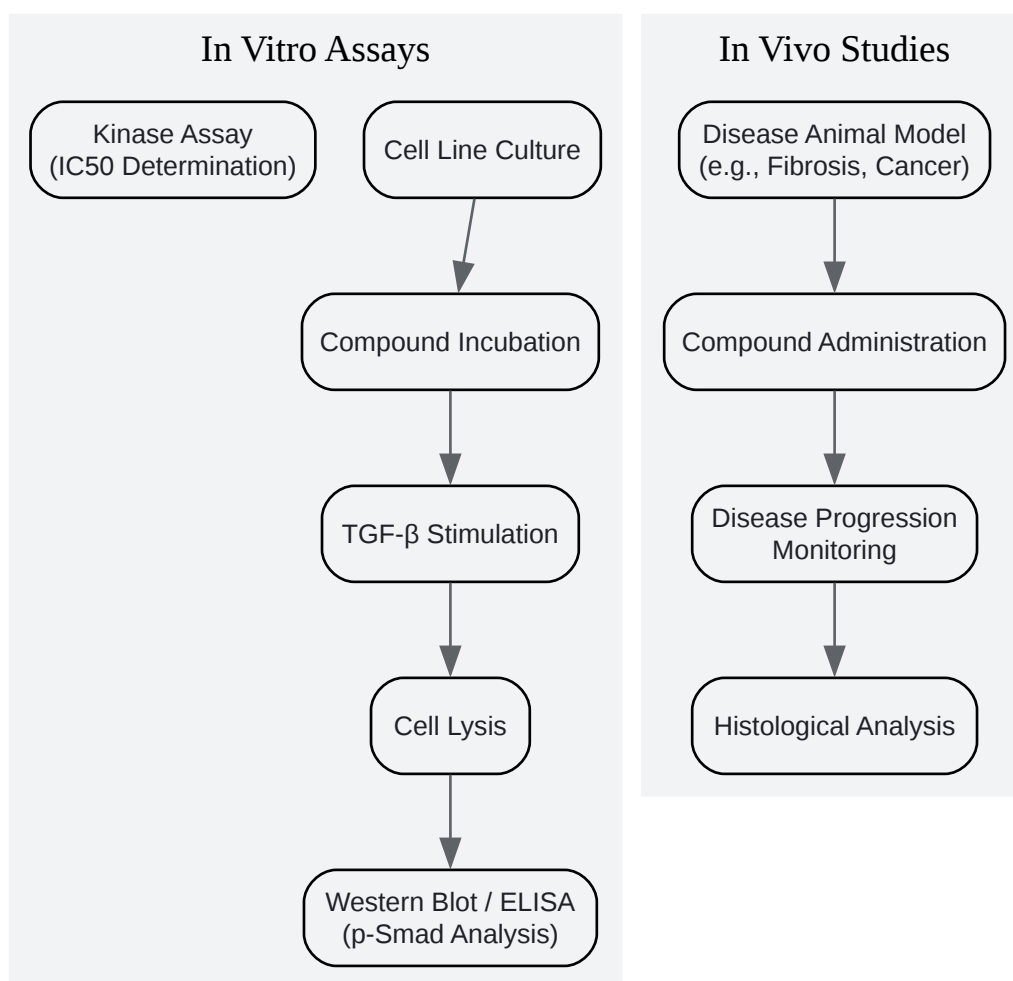 In Vitro Assays
Kinase Assay
(IC50 Determination)
Cell Line Culture
Compound Incubation
TGF-β Stimulation
Cell Lysis
Western Blot / ELISA
(p-Smad Analysis)
In Vivo Studies
Disease Animal Model
(e.g., Fibrosis, Cancer)
Compound Administration
Disease Progression
Monitoring
Histological Analysis